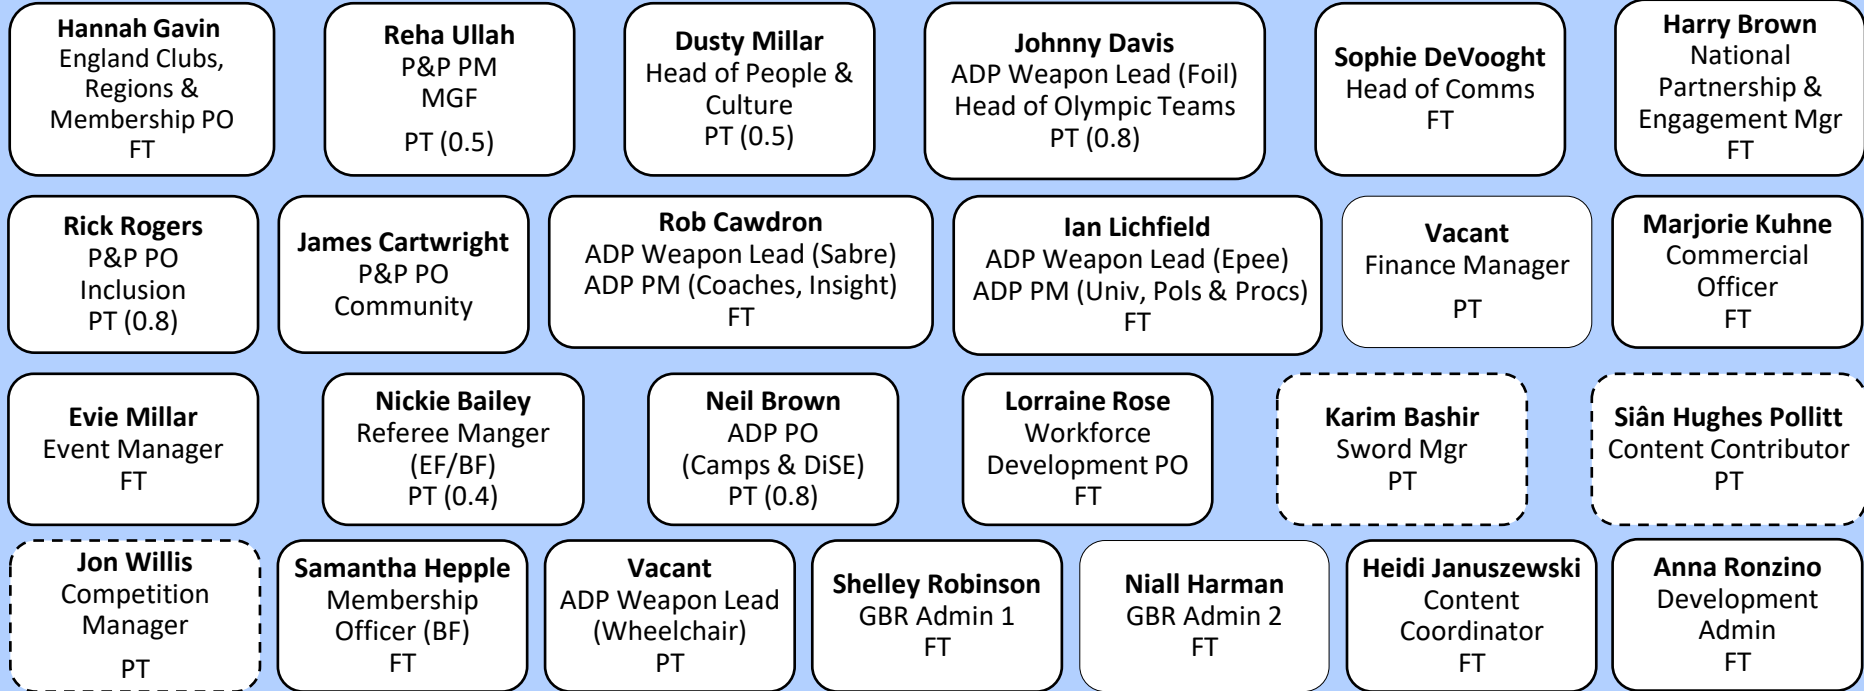 Hannah Gavin
England Clubs,
Regions &
Membership PO
FT
Reha Ullah
P&P PM
MGF
PT (0.5)
Dusty Millar
Head of People &
Culture
PT (0.5)
Johnny Davis
ADP Weapon Lead (Foil)
Head of Olympic Teams
PT (0.8)
Sophie DeVooght
Head of Comms
FT
Harry Brown
National
Partnership &
Engagement Mgr
FT
Rick Rogers
P&P PO
Inclusion
PT (0.8)
James Cartwright
P&P PO
Community
Rob Cawdron
ADP Weapon Lead (Sabre)
ADP PM (Coaches, Insight)
FT
Ian Lichfield
ADP Weapon Lead (Epee)
ADP PM (Univ, Pols & Procs)
FT
Vacant
Finance Manager
PT
Marjorie Kuhne
Commercial
Officer
FT
Evie Millar
Event Manager
FT
Nickie Bailey
Referee Manger
(EF/BF)
PT (0.4)
Neil Brown
ADP PO
(Camps & DiSE)
PT (0.8)
Lorraine Rose
Workforce
Development PO
FT
Karim Bashir
Sword Mgr
PT
Siân Hughes Pollitt
Content Contributor
PT
Jon Willis
Competition
Manager
PT
Samantha Hepple
Membership
Officer (BF)
FT
Vacant
ADP Weapon Lead
(Wheelchair)
PT
Shelley Robinson
GBR Admin 1
FT
Niall Harman
GBR Admin 2
FT
Heidi Januszewski
Content
Coordinator
FT
Anna Ronzino
Development
Admin
FT